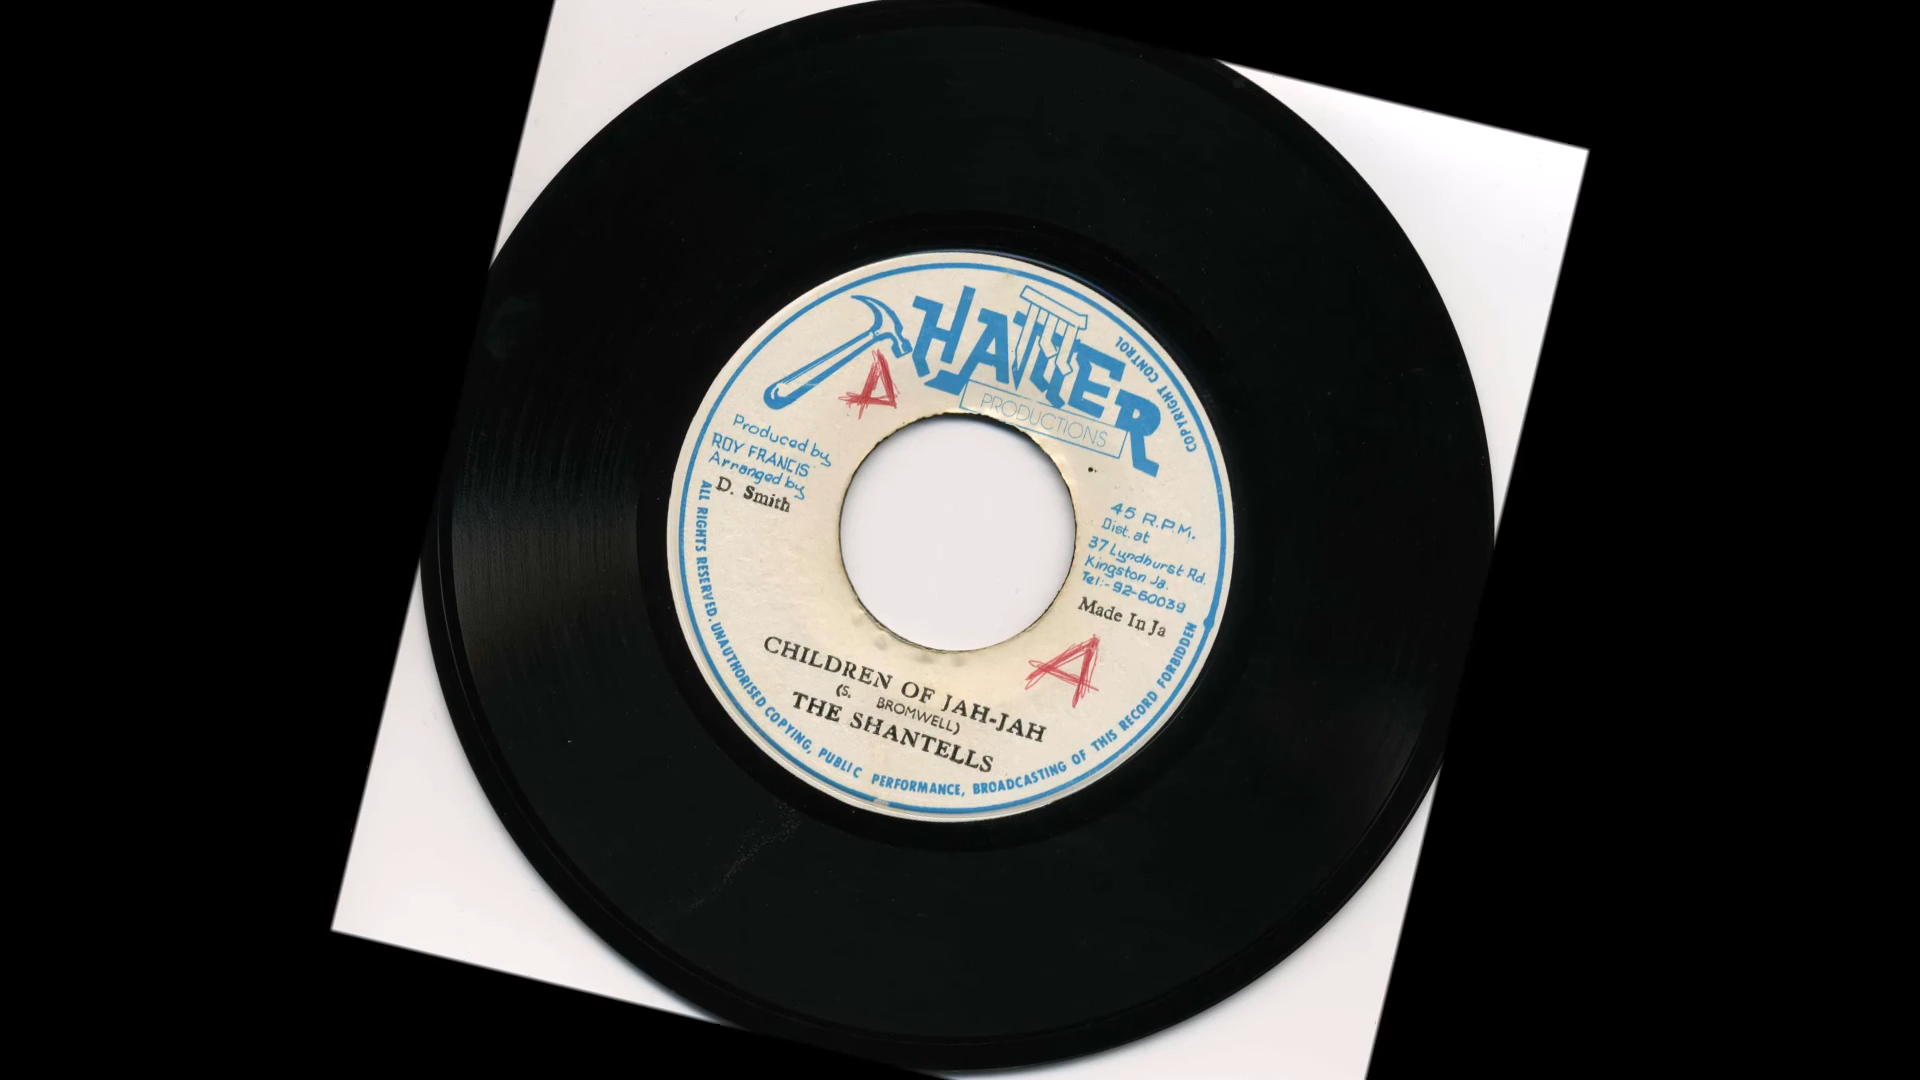 HATTER
PRODUCTIONS
COPYRIGHT CONTROL
A
Produced by
ROY FRANCIS
Arranged by
D. Smith
45 R.P.M.
Dist. at
37 Lyndhurst Rd.
Kingston Ja.
Tel:- 92-60039
Made In Ja
A
CHILDREN OF JAH-JAH
(S. BROMWELL)
THE SHANTELLS
ALL RIGHTS RESERVED. UNAUTHORISED COPYING, PUBLIC PERFORMANCE, BROADCASTING OF THIS RECORD FORBIDDEN